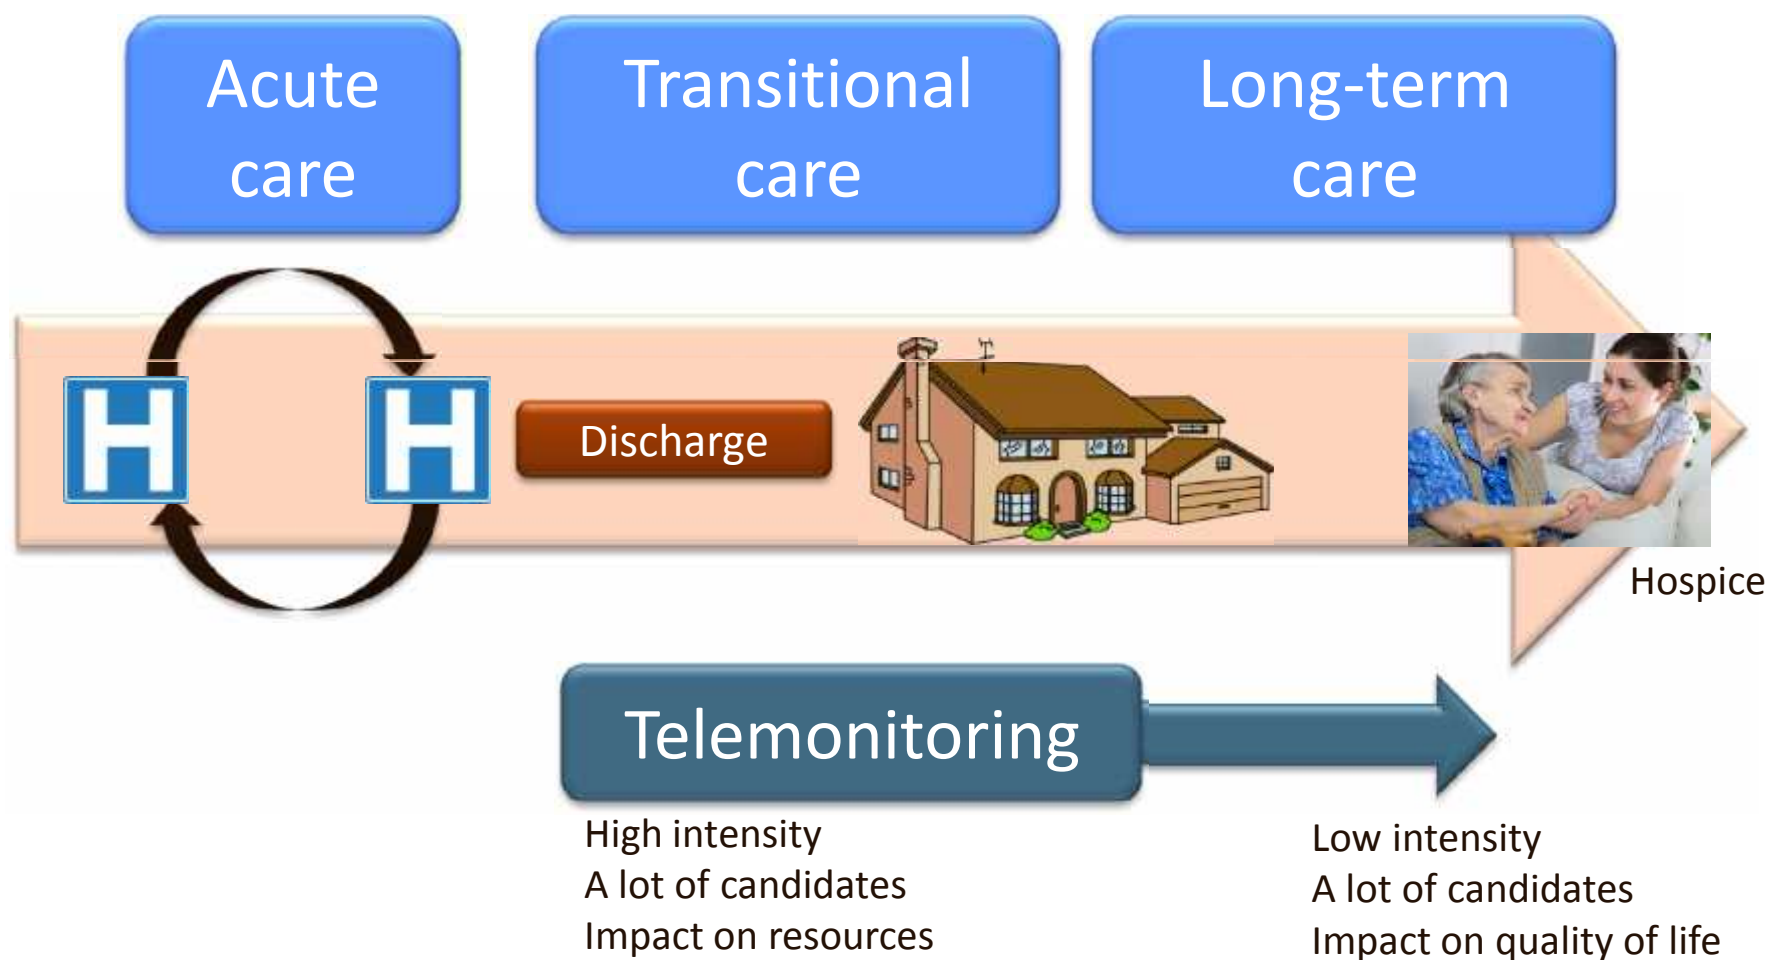 Acute
care
Transitional
care
Long-term
care
H
H
Discharge
Hospice
Telemonitoring
High intensity
A lot of candidates
Impact on resources
Low intensity
A lot of candidates
Impact on quality of life